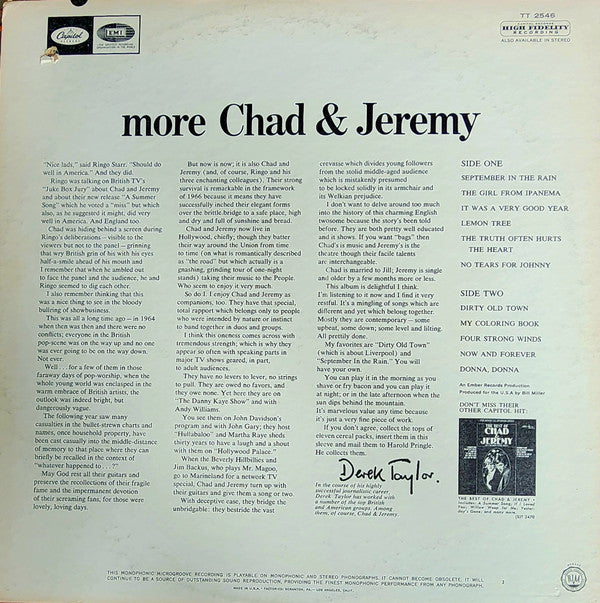 Capitol
RECORDS
EMI
TT 2546
HIGH FIDELITY
RECORDING
ALSO AVAILABLE IN STEREO
more Chad & Jeremy
"Nice lads," said Ringo Starr. "Should do
well in America." And they did.
Ringo was talking on British TV's
"Juke Box Jury" about Chad and Jeremy
and about their new release "A Summer
Song" which he voted a "miss" but which
also, as he suggested it might, did very
well in America. And England too.
Chad was hiding behind a screen during
Ringo's deliberations—visible to the
viewers but not to the panel—grinning
that wry British grin of his with his eyes
half-a-smile ahead of his mouth and
I remember that when he ambled out
to face the panel and the audience, he and
Ringo seemed to dig each other.
I also remember thinking that this
was a nice thing to see in the bloody
bullring of showbusiness.
This was all a long time ago—in 1964
when then was then and there were no
conflicts; everyone in the British
pop-scene was on the way up and no one
was ever going to be on the way down.
Not ever.
Well . . . for a few of them in those
faraway days of pop-worship, when the
whole young world was enclasped in the
warm embrace of British artists, the
outlook was indeed bright; but
dangerously vague.
The following year saw many
casualties in the bullet-strewn charts and
names, once household property, have
been cast casually into the middle-distance
of memory to that place where they can
briefly be recalled in the context of
"whatever happened to . . .?"
May God rest all their guitars and
preserve the recollections of their fragile
fame and the impermanent devotion
of their screaming fans, for those were
lovely, loving days.
But now is now; it is also Chad and
Jeremy (and, of course, Ringo and his
three enchanting colleagues). Their strong
survival is remarkable in the framework
of 1966 because it means they have
successfully inched their elegant forms
over the brittle.bridge to a safe place, high
and dry and full of sunshine and bread.
Chad and Jeremy now live in
Hollywood, chiefly; though they batter
their way around the Union from time
to time (on what is romantically described
as "the road" but which actually is a
gnashing, grinding tour of one-night
stands) taking their music to the People.
Who seem to enjoy it very much.
So do I. I enjoy Chad and Jeremy as
companions, too. They have that special,
total rapport which belongs only to people
who were intended by nature or instinct
to band together in duos and groups.
I think this oneness comes across with
tremendous strength; which is why they
appear so often with speaking parts in
major TV shows geared, in part,
to adult audiences.
They have no levers to lever, no strings
to pull. They are owed no favors, and
they owe none. Yet here they are on
"The Danny Kaye Show" and with
Andy Williams.
You see them on John Davidson's
program and with John Gary; they host
"Hullabaloo" and Martha Raye sheds
thirty years to have a laugh and a shout
with them on "Hollywood Palace."
When the Beverly Hillbillies and
Jim Backus, who plays Mr. Magoo,
go to Marineland for a network TV
special, Chad and Jeremy turn up with
their guitars and give them a song or two.
With deceptive case, they bridge the
unbridgeable: they bestride the vast
crevasse which divides young followers
from the stolid middle-aged audience
which is mistakenly presumed
to be locked solidly in its armchair and
its Welkian prejudice.
I don't want to delve around too much
into the history of this charming English
twosome because the story's been told
before. They are both pretty well educated
and it shows. If you want "bags" then
Chad's is music and Jeremy's is the
theatre though their facile talents
are interchangeable.
Chad is married to Jill; Jeremy is single
and older by a few months more or less.
This album is delightful I think.
I'm listening to it now and I find it very
restful. It's a mingling of songs which are
different and yet which belong together.
Mostly they are contemporary—some
upbeat, some down; some level and lilting.
All prettily done.
My favorites are "Dirty Old Town"
(which is about Liverpool) and
"September In the Rain." You will
have your own.
You can play it in the morning as you
shave or fry bacon and you can play it
at night; or in the late afternoon when the
sun dips behind the mountain.
It's marvelous value any time because
it's just a very fine piece of work.
If you don't agree, collect the tops of
eleven cereal packs, insert them in this
sleeve and mail them to Harold Pringle.
He collects them.
Derek Taylor.
In the course of his highly
successful journalistic career,
Derek Taylor has worked with
a number of the top British
and American groups. Among
them, of course, Chad & Jeremy.
SIDE ONE
SEPTEMBER IN THE RAIN
THE GIRL FROM IPANEMA
IT WAS A VERY GOOD YEAR
LEMON TREE
THE TRUTH OFTEN HURTS
THE HEART
NO TEARS FOR JOHNNY
SIDE TWO
DIRTY OLD TOWN
MY COLORING BOOK
FOUR STRONG WINDS
NOW AND FOREVER
DONNA, DONNA
An Ember Records Production
Produced for the U.S.A by Bill Miller
DON'T MISS THEIR
OTHER CAPITOL HIT:
THE BEST OF
CHAD
&
JEREMY
THE BEST OF CHAD & JEREMY •
Includes: A Summer Song; If I Loved
You; Willow Weep for Me; Yester-
day's Gone; and many more.
(S)T 2470
THIS MONOPHONIC MICROGROOVE RECORDING IS PLAYABLE ON MONOPHONIC AND STEREO PHONOGRAPHS. IT CANNOT BECOME OBSOLETE. IT WILL
CONTINUE TO BE A SOURCE OF OUTSTANDING SOUND REPRODUCTION, PROVIDING THE FINEST MONOPHONIC PERFORMANCE FROM ANY PHONOGRAPH.
MADE IN U.S.A. • FACTORIES: SCRANTON, PA. – LOS ANGELES, CALIF.
2